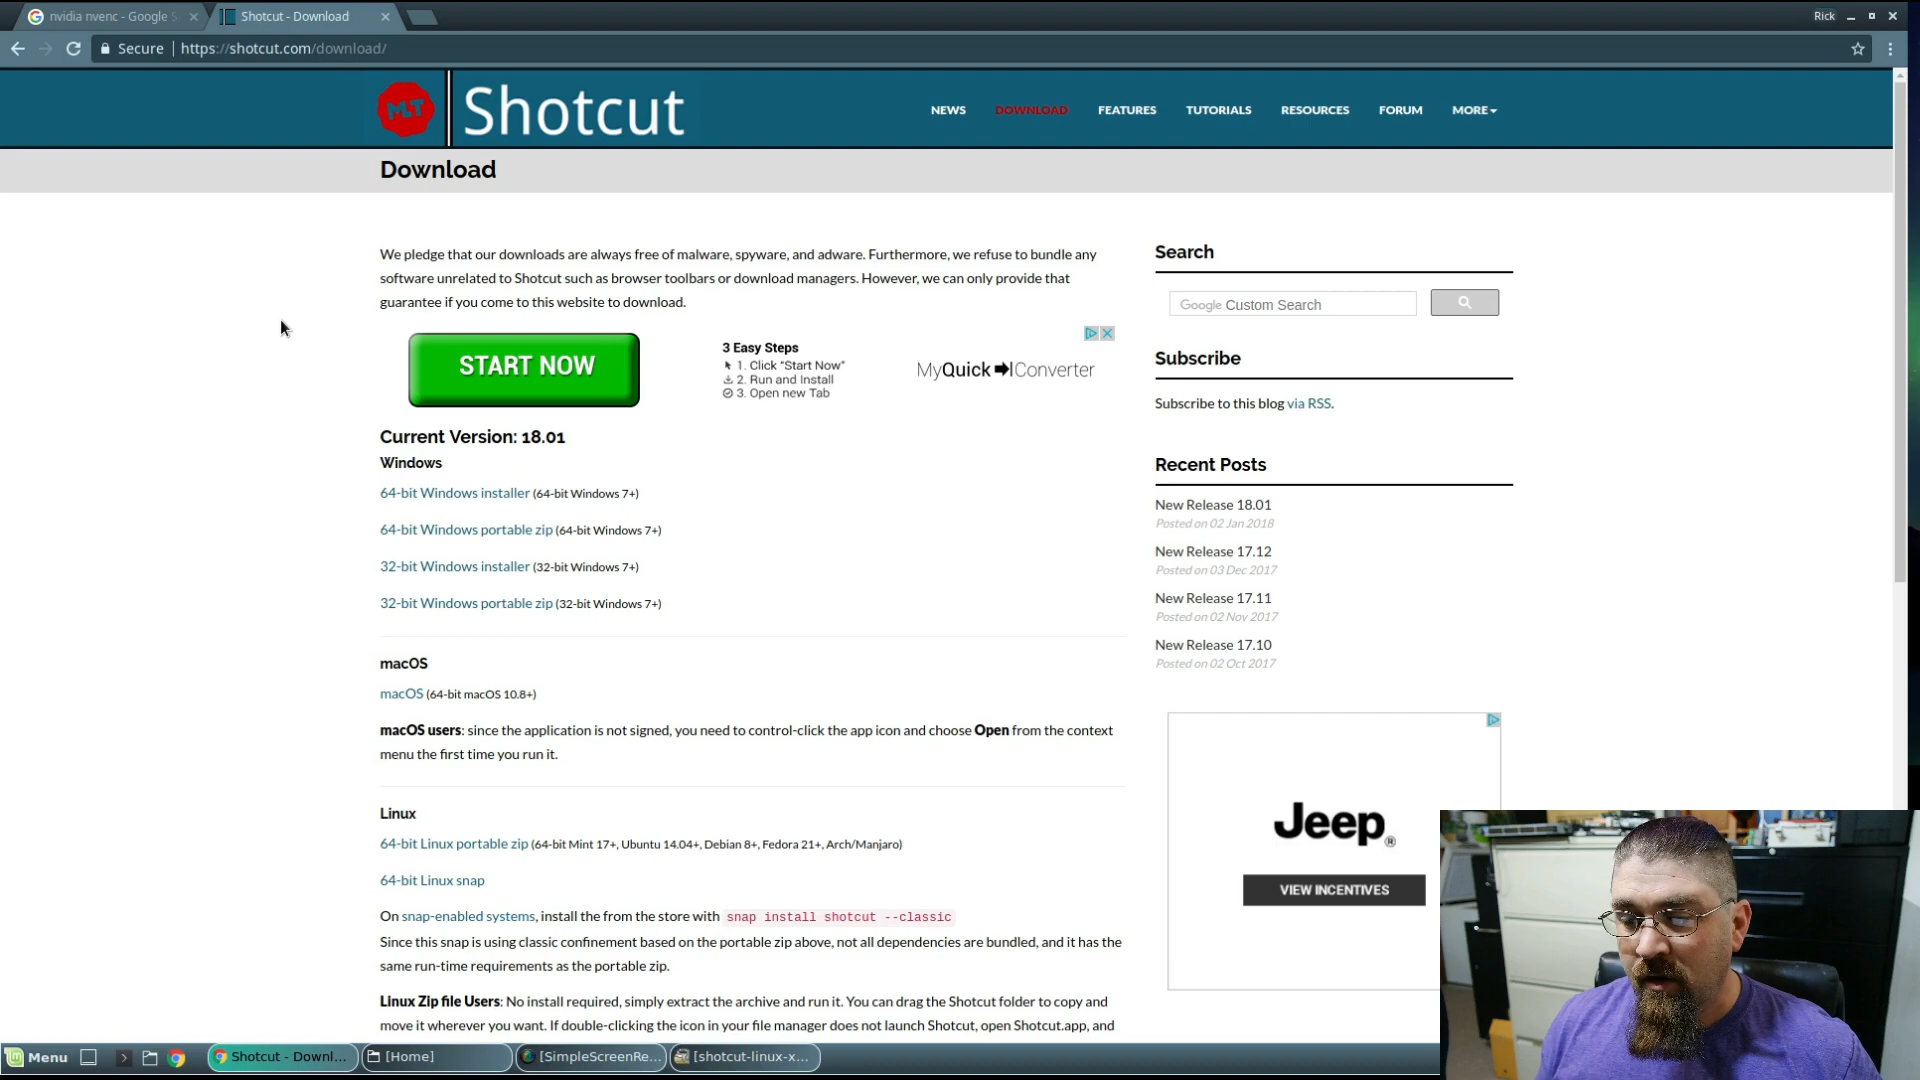 nvidia nvenc - Google S
Shotcut - Download
Rick
Secure
https://shotcut.com/download/
MLT
Shotcut
NEWS
DOWNLOAD
FEATURES
TUTORIALS
RESOURCES
FORUM
MORE
Download
We pledge that our downloads are always free of malware, spyware, and adware. Furthermore, we refuse to bundle any
software unrelated to Shotcut such as browser toolbars or download managers. However, we can only provide that
guarantee if you come to this website to download.
START NOW
3 Easy Steps
1. Click "Start Now"
2. Run and Install
3. Open new Tab
MyQuick Converter
Current Version: 18.01
Windows
64-bit Windows installer (64-bit Windows 7+)
64-bit Windows portable zip (64-bit Windows 7+)
32-bit Windows installer (32-bit Windows 7+)
32-bit Windows portable zip (32-bit Windows 7+)
macOS
macOS (64-bit macOS 10.8+)
macOS users: since the application is not signed, you need to control-click the app icon and choose Open from the context
menu the first time you run it.
Linux
64-bit Linux portable zip (64-bit Mint 17+, Ubuntu 14.04+, Debian 8+, Fedora 21+, Arch/Manjaro)
64-bit Linux snap
On snap-enabled systems, install the from the store with snap install shotcut --classic
Since this snap is using classic confinement based on the portable zip above, not all dependencies are bundled, and it has the
same run-time requirements as the portable zip.
Linux Zip file Users: No install required, simply extract the archive and run it. You can drag the Shotcut folder to copy and
move it wherever you want. If double-clicking the icon in your file manager does not launch Shotcut, open Shotcut.app, and
Search
Google Custom Search
Subscribe
Subscribe to this blog via RSS.
Recent Posts
New Release 18.01
Posted on 02 Jan 2018
New Release 17.12
Posted on 03 Dec 2017
New Release 17.11
Posted on 02 Nov 2017
New Release 17.10
Posted on 02 Oct 2017
Jeep®
VIEW INCENTIVES
Menu
Shotcut - Downl...
[Home]
[SimpleScreenRe...
[shotcut-linux-x...